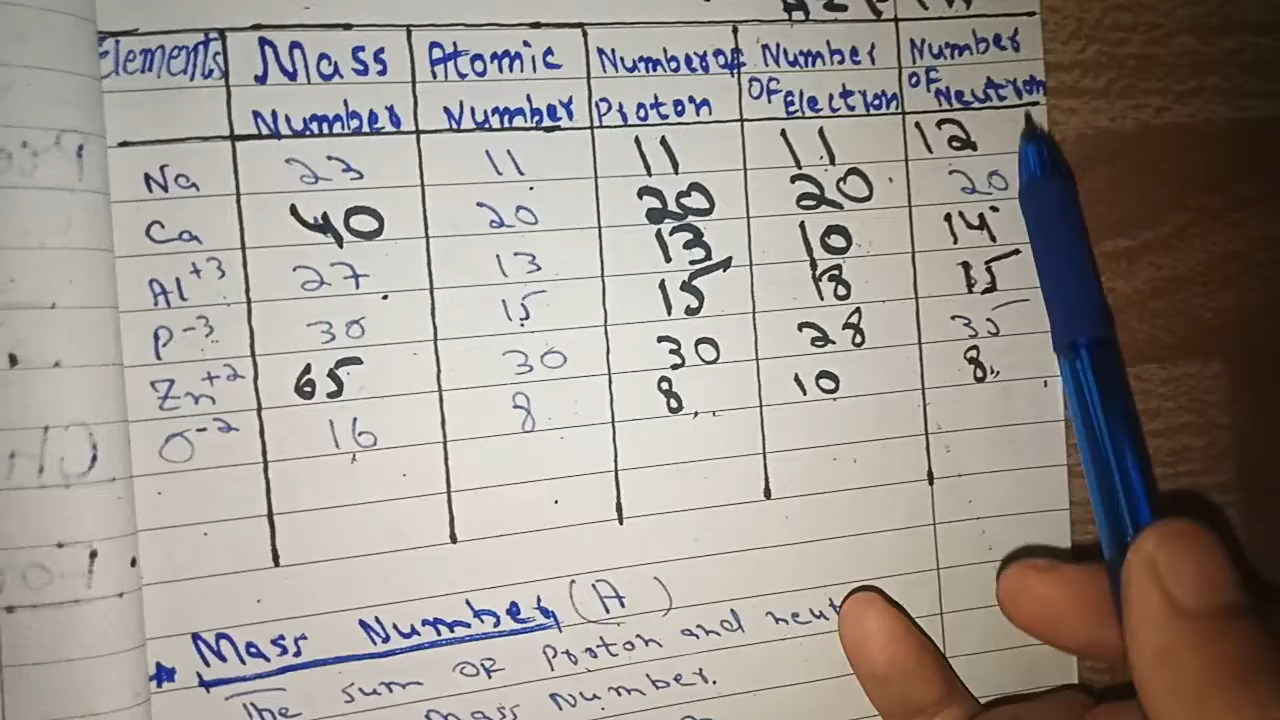 Elements Mass Number Atomic Number Number of Proton Number of Electron Number of Neutron
Na 23 11 11 11 12
Ca 40 20 20 20 20
Al+3 27 13 13 10 14
P-3 30 15 15 18 15
Zn+2 65 30 30 28 35
O-2 16 8 8 10 8
Mass Number (A)
The sum of Proton and
Mass Number.